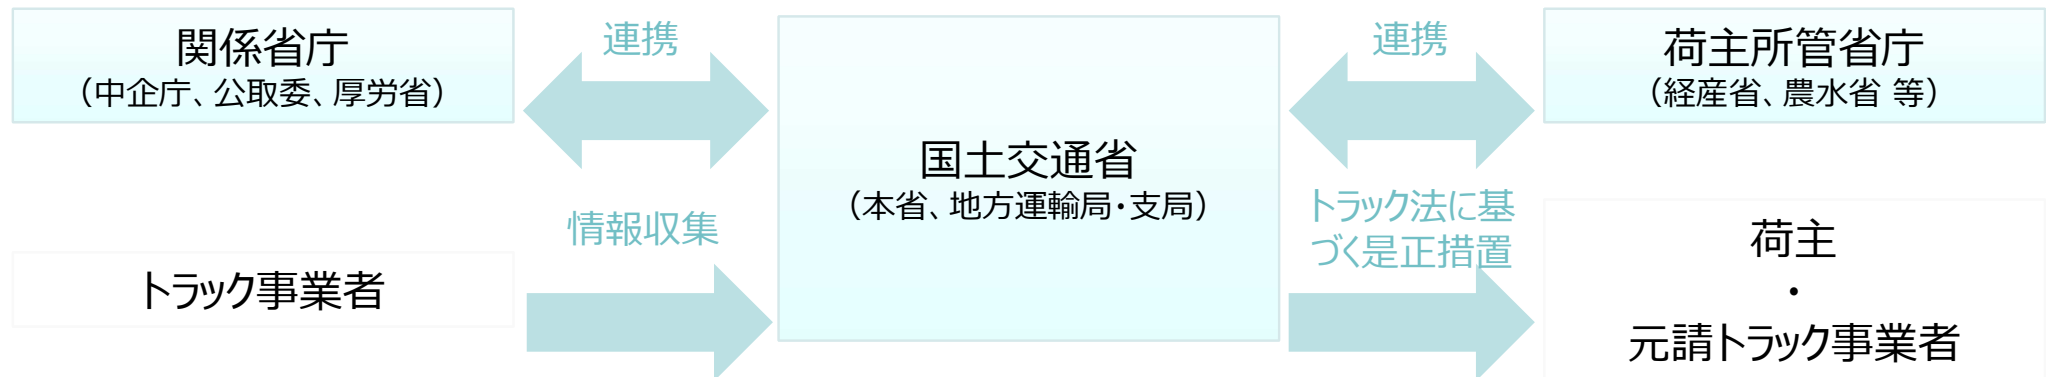 関係省庁
（中企庁、公取委、厚労省）
連携
国土交通省
（本省、地方運輸局・支局）
連携
荷主所管省庁
（経産省、農水省 等）
トラック事業者
情報収集
トラック法に基
づく是正措置
荷主
・
元請トラック事業者